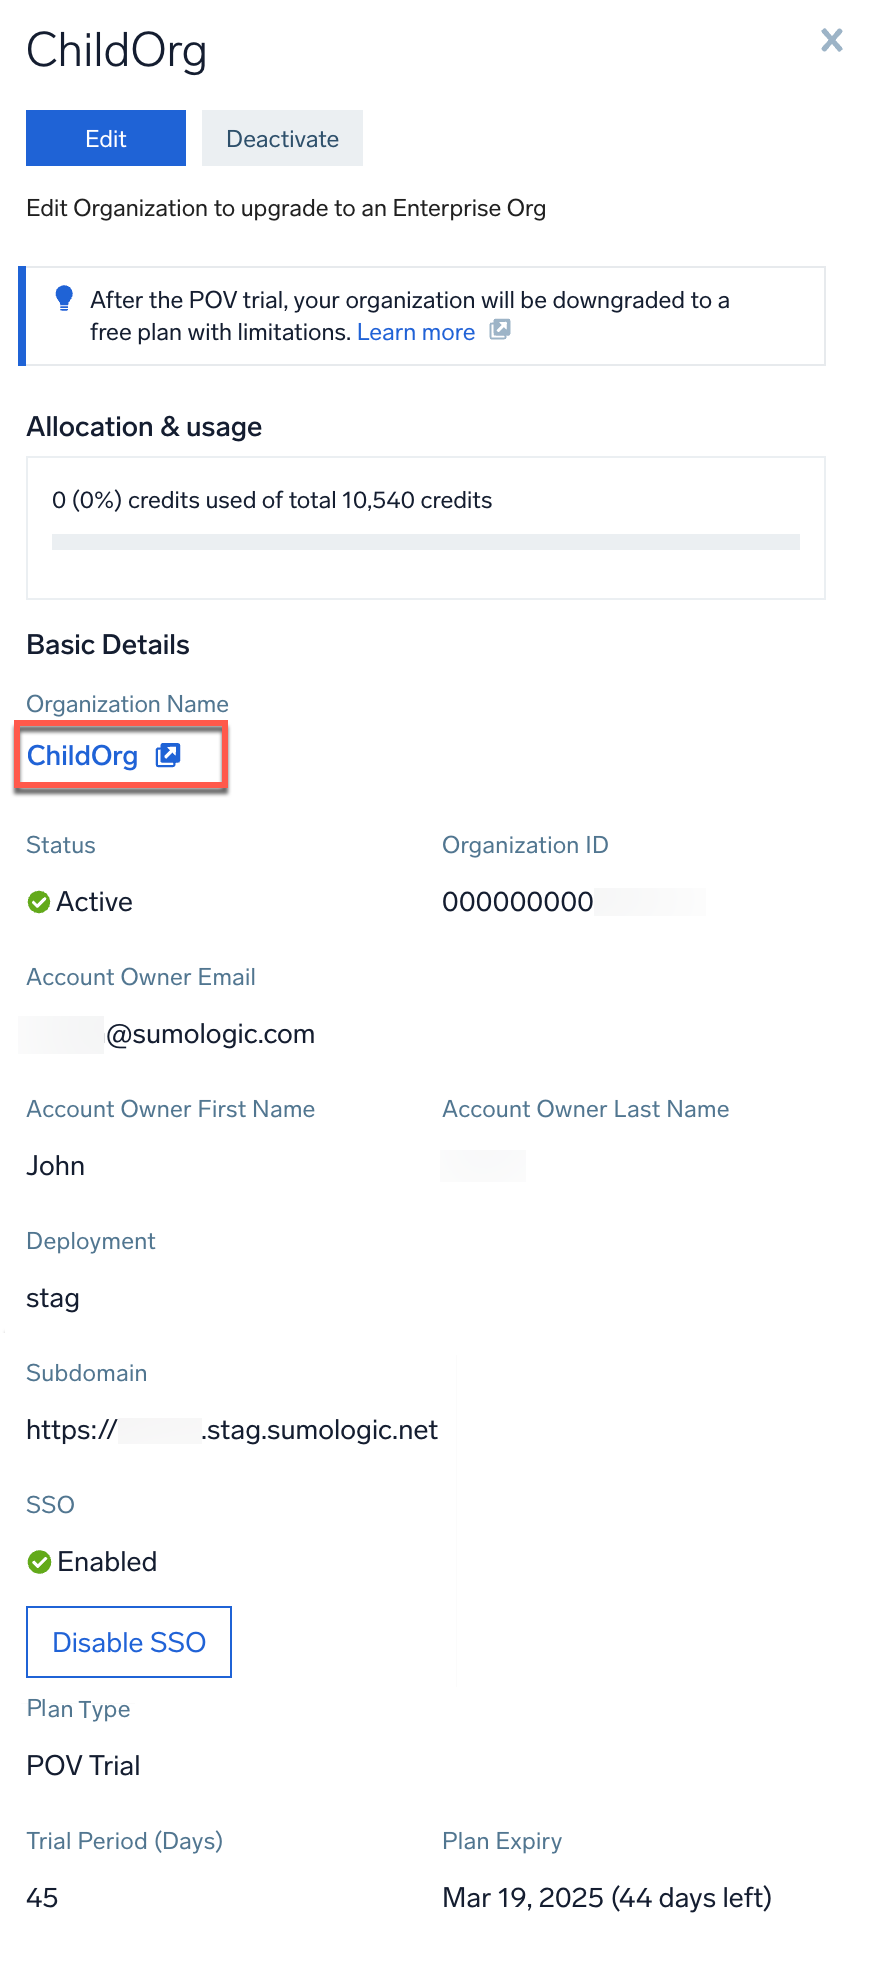 ChildOrg
Edit
Deactivate
Edit Organization to upgrade to an Enterprise Org
After the POV trial, your organization will be downgraded to a
free plan with limitations. Learn more
Allocation & usage
0 (0%) credits used of total 10,540 credits
Basic Details
Organization Name
ChildOrg
Status
Organization ID
Active
000000000
Account Owner Email
@sumologic.com
Account Owner First Name
Account Owner Last Name
John
Deployment
stag
Subdomain
https:// .stag.sumologic.net
SSO
Enabled
Disable SSO
Plan Type
POV Trial
Trial Period (Days)
Plan Expiry
45
Mar 19, 2025 (44 days left)